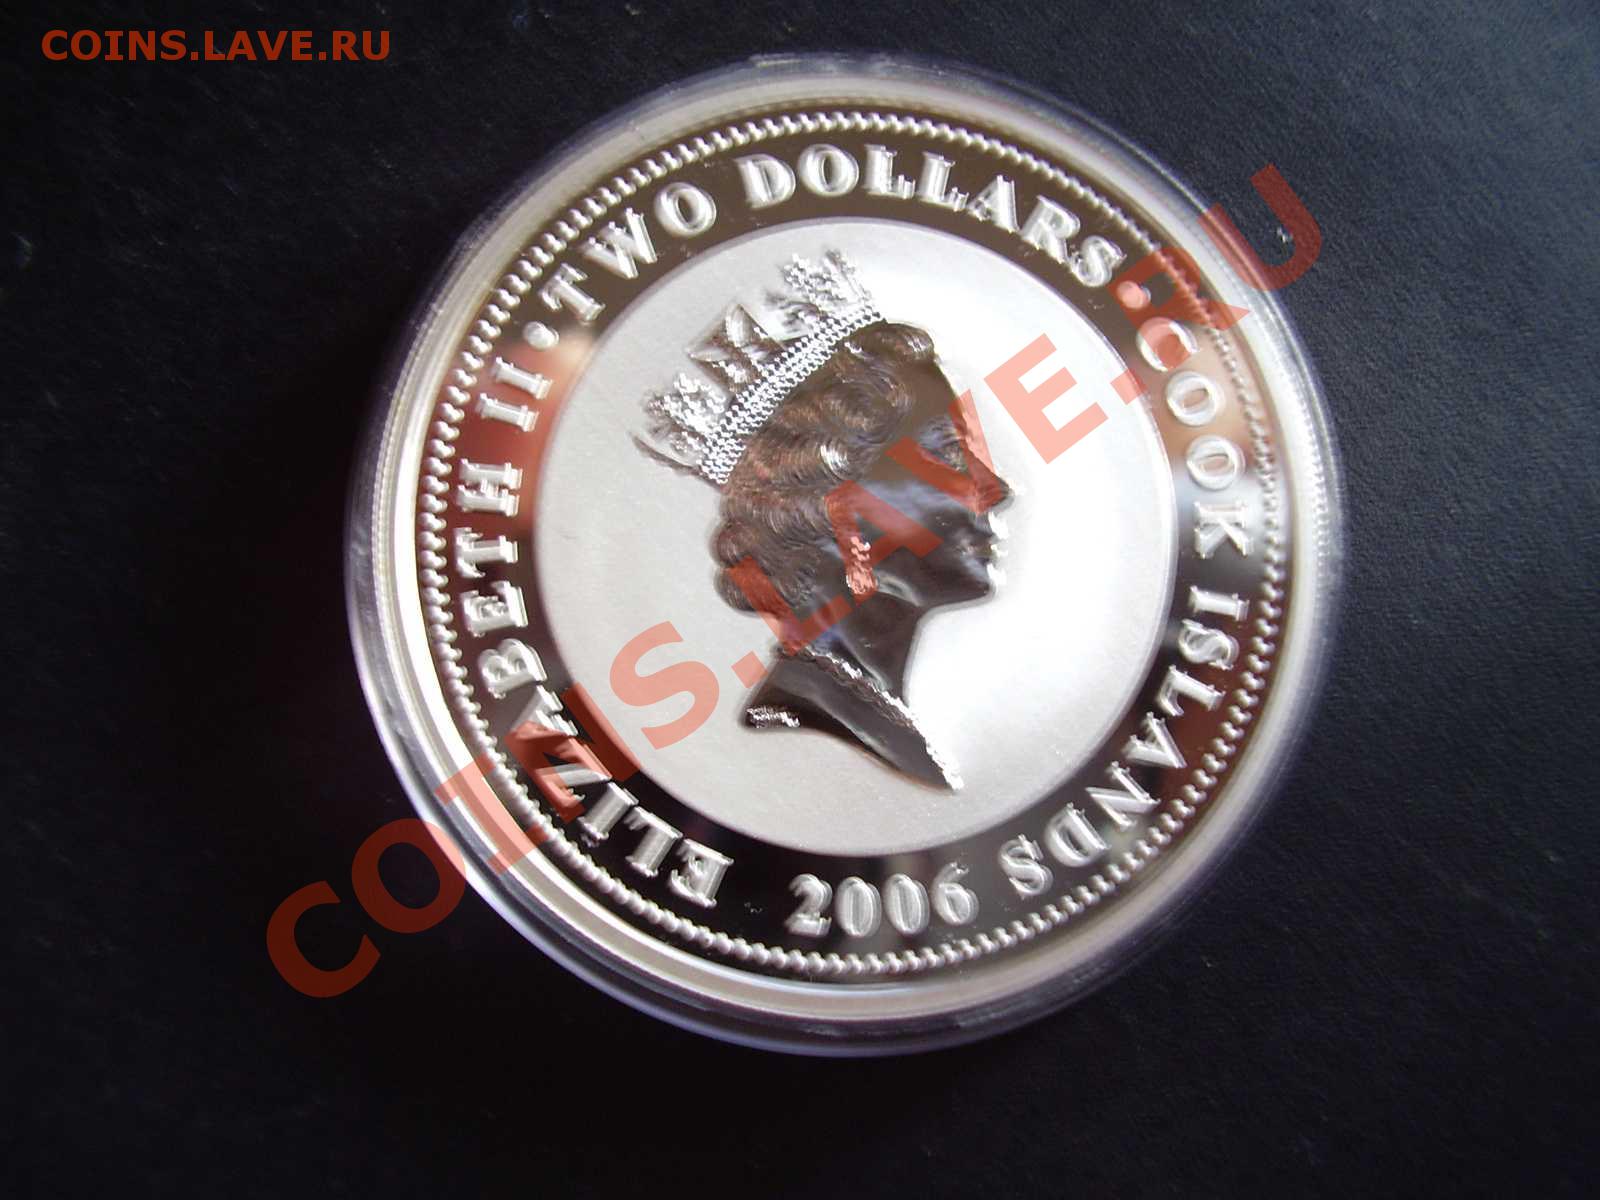 COINS.LAVE.RU
ELIZABETH II • TWO DOLLARS • COOK ISLANDS
2006
COINS.LAVE.RU